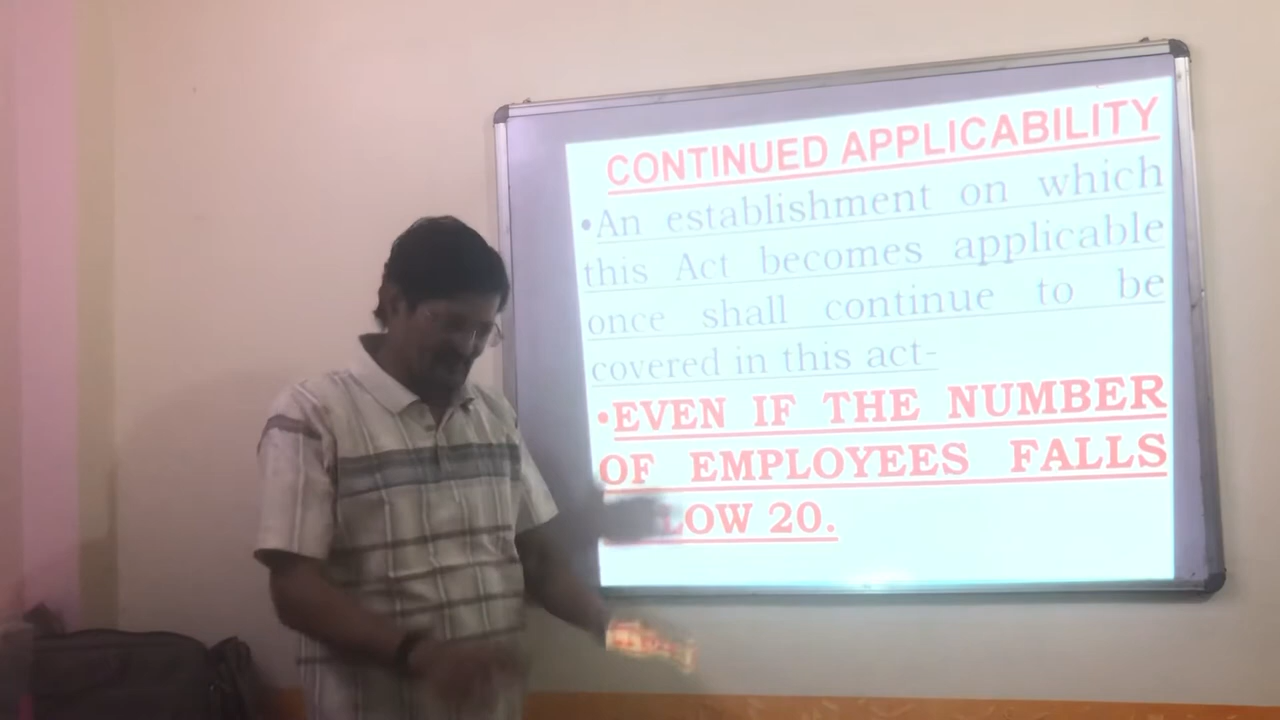 CONTINUED APPLICABILITY
•An establishment on which
this Act becomes applicable
once shall continue to be
covered in this act-
•EVEN IF THE NUMBER
OF EMPLOYEES FALLS
20.